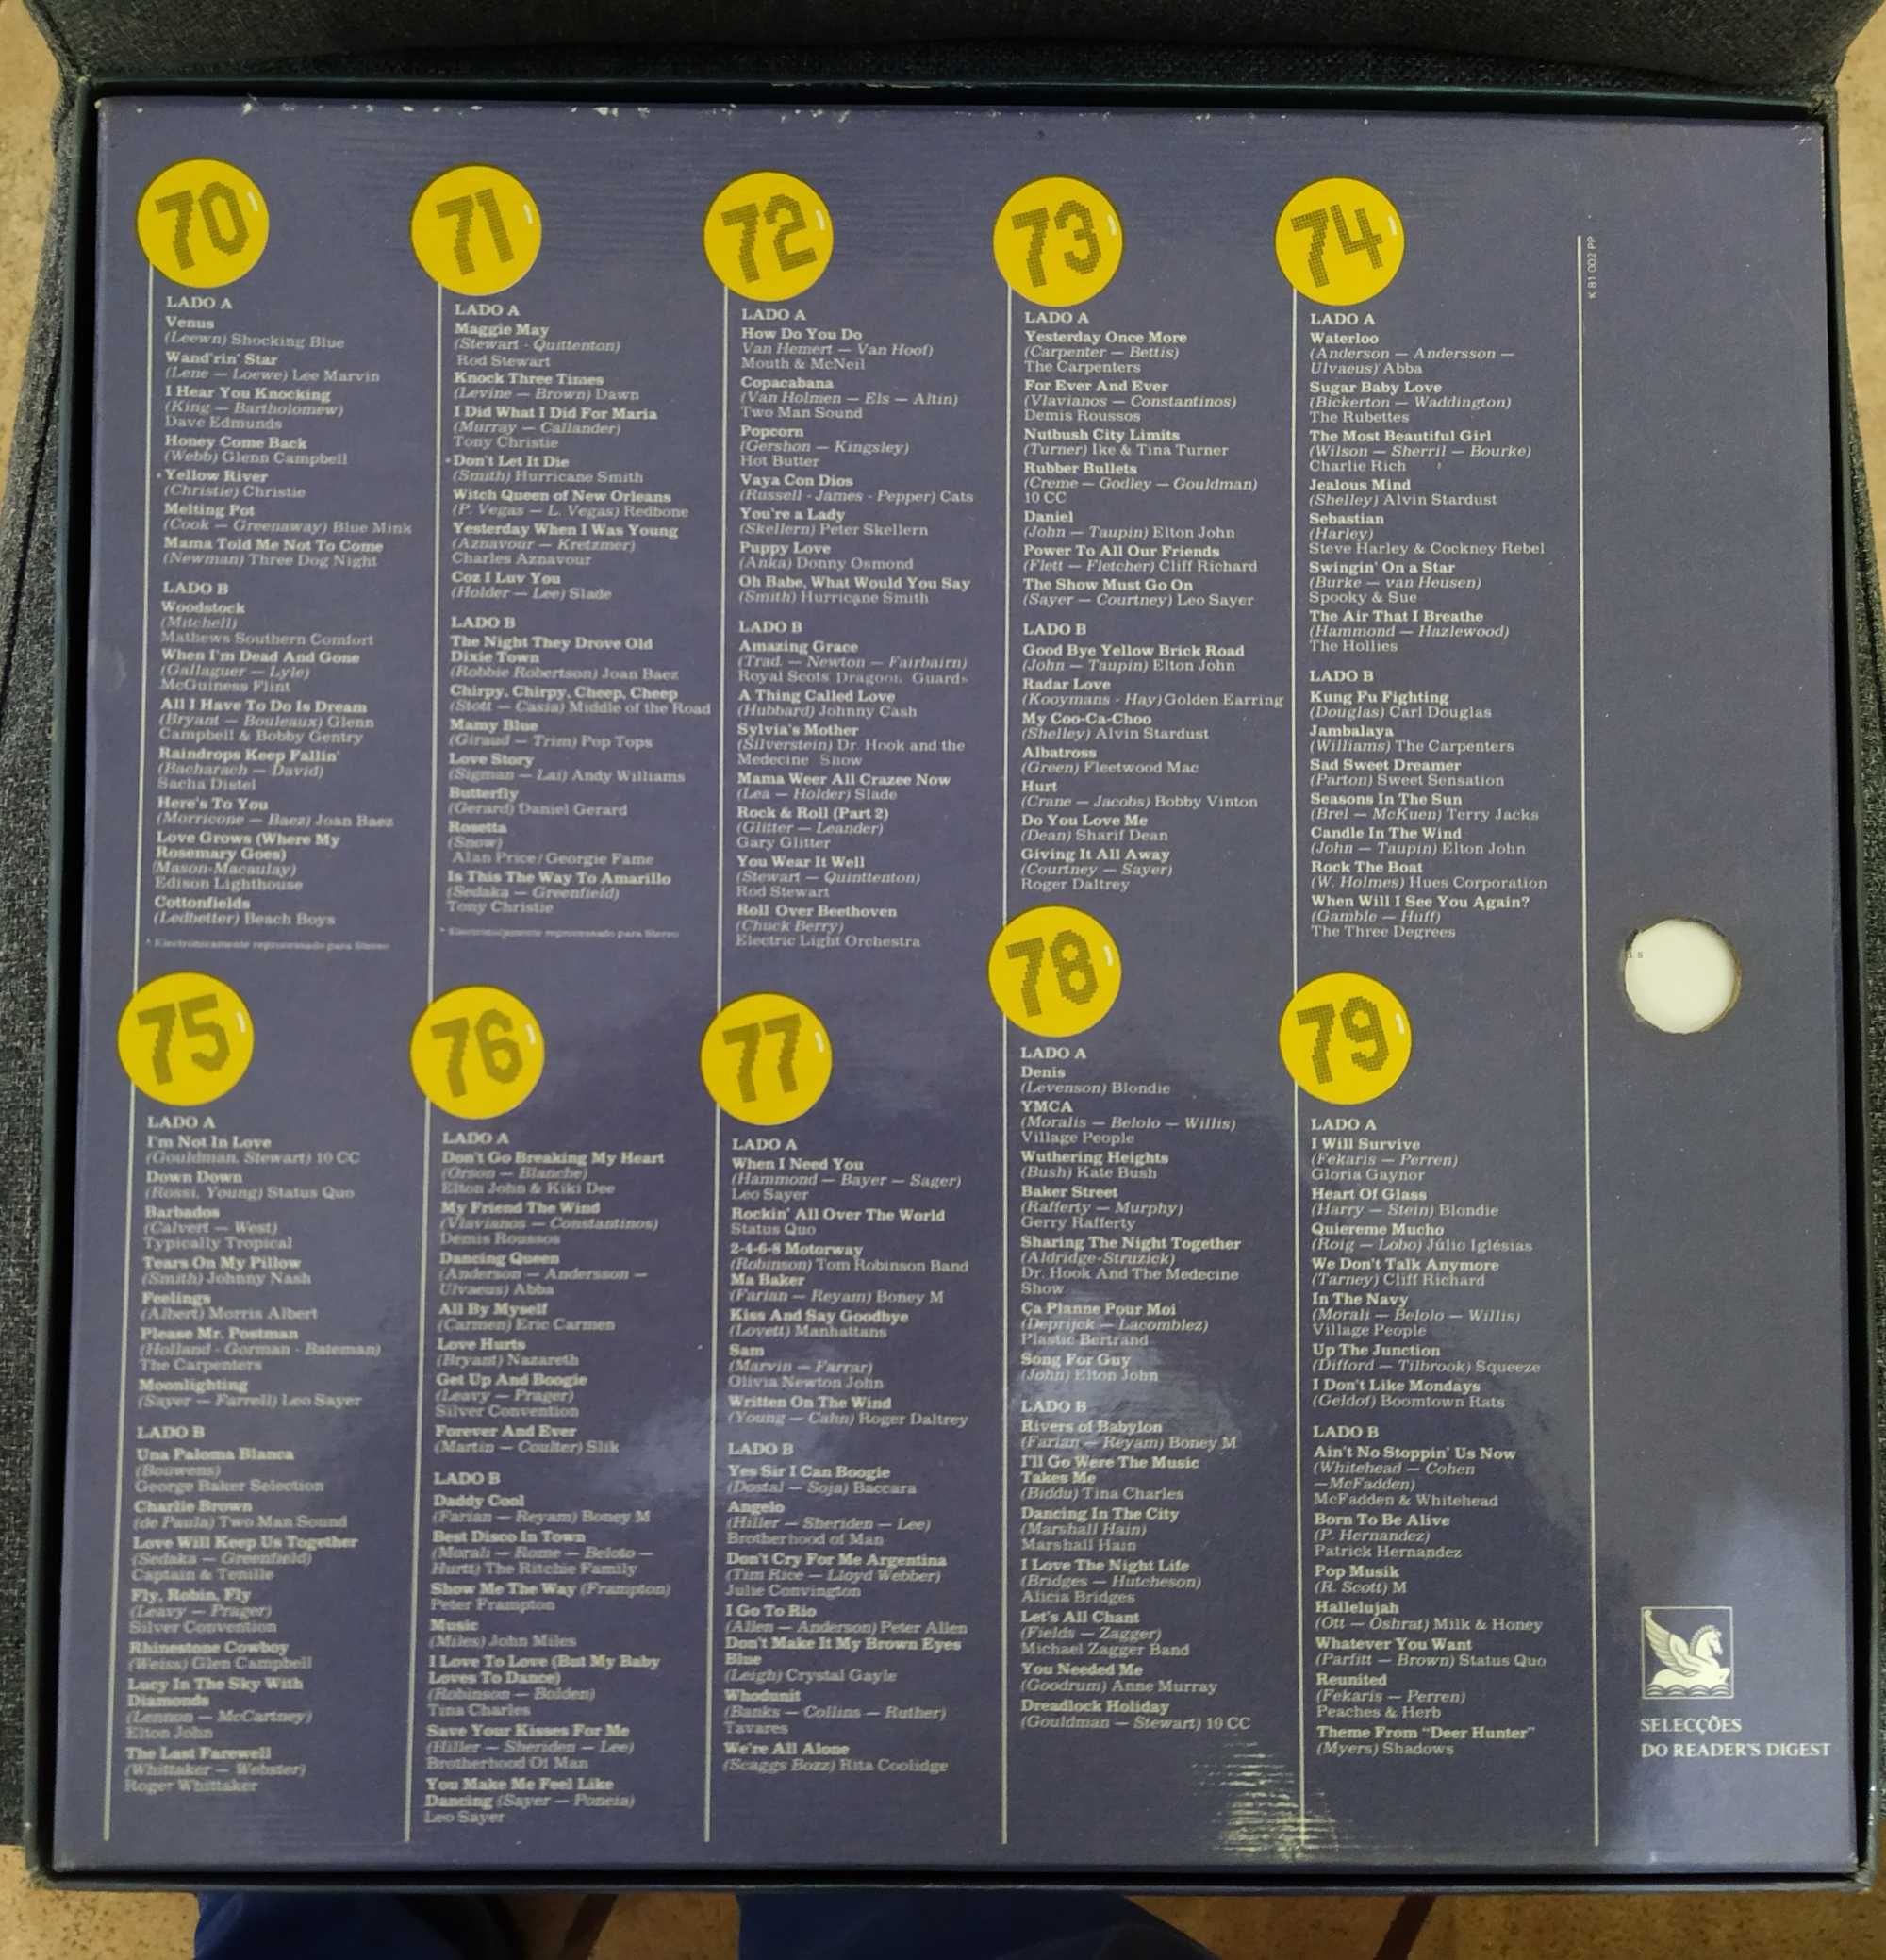 70
LADO A
Venus
(Leewn) Shocking Blue
Wand'rin' Star
(Lene — Loewe) Lee Marvin
I Hear You Knocking
(King — Bartholomew)
Dave Edmunds
Honey Come Back
(Webb) Glenn Campbell
* Yellow River
(Christie) Christie
Melting Pot
(Cook — Greenaway) Blue Mink
Mama Told Me Not To Come
(Newman) Three Dog Night
LADO B
Woodstock
(Mitchell)
Mathews Southern Comfort
When I'm Dead And Gone
(Gallaguer — Lyle)
McGuiness Flint
All I Have To Do Is Dream
(Bryant — Bouleaux) Glenn
Campbell & Bobby Gentry
Raindrops Keep Fallin'
(Bacharach — David)
Sacha Distel
Here's To You
(Morricone — Baez) Joan Baez
Love Grows (Where My
Rosemary Goes)
(Mason-Macaulay)
Edison Lighthouse
Cottonfields
(Ledbetter) Beach Boys
* Electrónicamente reprocessado para Stereo
71
LADO A
Maggie May
(Stewart - Quittenton)
Rod Stewart
Knock Three Times
(Levine — Brown) Dawn
I Did What I Did For Maria
(Murray — Callander)
Tony Christie
* Don't Let It Die
(Smith) Hurricane Smith
Witch Queen of New Orleans
(P. Vegas — L. Vegas) Redbone
Yesterday When I Was Young
(Aznavour — Kretzmer)
Charles Aznavour
Coz I Luv You
(Holder — Lee) Slade
LADO B
The Night They Drove Old
Dixie Town
(Robbie Robertson) Joan Baez
Chirpy, Chirpy, Cheep, Cheep
(Stott — Casia) Middle of the Road
Mamy Blue
(Giraud — Trim) Pop Tops
Love Story
(Sigman — Lai) Andy Williams
Butterfly
(Gerard) Daniel Gerard
Rosetta
(Snow)
Alan Price/Georgie Fame
Is This The Way To Amarillo
(Sedaka — Greenfield)
Tony Christie
* Electrónicamente reprocessado para Stereo
72
LADO A
How Do You Do
Van Hemert — Van Hoof)
Mouth & McNeil
Copacabana
(Van Holmen — Els — Altin)
Two Man Sound
Popcorn
(Gershon — Kingsley)
Hot Butter
Vaya Con Dios
(Russell - James - Pepper) Cats
You're a Lady
(Skellern) Peter Skellern
Puppy Love
(Anka) Donny Osmond
Oh Babe, What Would You Say
(Smith) Hurricane Smith
LADO B
Amazing Grace
(Trad. — Newton — Fairbairn)
Royal Scots Dragoon Guards
A Thing Called Love
(Hubbard) Johnny Cash
Sylvia's Mother
(Silverstein) Dr. Hook and the
Medecine Show
Mama Weer All Crazee Now
(Lea — Holder) Slade
Rock & Roll (Part 2)
(Glitter — Leander)
Gary Glitter
You Wear It Well
(Stewart — Quinttenton)
Rod Stewart
Roll Over Beethoven
(Chuck Berry)
Electric Light Orchestra
73
LADO A
Yesterday Once More
(Carpenter — Bettis)
The Carpenters
For Ever And Ever
(Vlavianos — Constantinos)
Demis Roussos
Nutbush City Limits
(Turner) Ike & Tina Turner
Rubber Bullets
(Creme — Godley — Gouldman)
10 CC
Daniel
(John — Taupin) Elton John
Power To All Our Friends
(Flett — Fletcher) Cliff Richard
The Show Must Go On
(Sayer — Courtney) Leo Sayer
LADO B
Good Bye Yellow Brick Road
(John — Taupin) Elton John
Radar Love
(Kooymans - Hay) Golden Earring
My Coo-Ca-Choo
(Shelley) Alvin Stardust
Albatross
(Green) Fleetwood Mac
Hurt
(Crane — Jacobs) Bobby Vinton
Do You Love Me
(Dean) Sharif Dean
Giving It All Away
(Courtney — Sayer)
Roger Daltrey
74
LADO A
Waterloo
(Anderson — Andersson —
Ulvaeus) Abba
Sugar Baby Love
(Bickerton — Waddington)
The Rubettes
The Most Beautiful Girl
(Wilson — Sherril — Bourke)
Charlie Rich
Jealous Mind
(Shelley) Alvin Stardust
Sebastian
(Harley)
Steve Harley & Cockney Rebel
Swingin' On a Star
(Burke — van Heusen)
Spooky & Sue
The Air That I Breathe
(Hammond — Hazlewood)
The Hollies
LADO B
Kung Fu Fighting
(Douglas) Carl Douglas
Jambalaya
(Williams) The Carpenters
Sad Sweet Dreamer
(Parton) Sweet Sensation
Seasons In The Sun
(Brel — McKuen) Terry Jacks
Candle In The Wind
(John — Taupin) Elton John
Rock The Boat
(W. Holmes) Hues Corporation
When Will I See You Again?
(Gamble — Huff)
The Three Degrees
K 81 002 PP
75
LADO A
I'm Not In Love
(Gouldman, Stewart) 10 CC
Down Down
(Rossi, Young) Status Quo
Barbados
(Calvert — West)
Typically Tropical
Tears On My Pillow
(Smith) Johnny Nash
Feelings
(Albert) Morris Albert
Please Mr. Postman
(Holland - Gorman - Bateman)
The Carpenters
Moonlighting
(Sayer — Farrell) Leo Sayer
LADO B
Una Paloma Blanca
(Bouwens)
George Baker Selection
Charlie Brown
(de Paula) Two Man Sound
Love Will Keep Us Together
(Sedaka — Greenfield)
Captain & Tenille
Fly, Robin, Fly
(Leavy — Prager)
Silver Convention
Rhinestone Cowboy
(Weiss) Glen Campbell
Lucy In The Sky With
Diamonds
(Lennon — McCartney)
Elton John
The Last Farewell
(Whittaker — Webster)
Roger Whittaker
76
LADO A
Don't Go Breaking My Heart
(Orson — Blanche)
Elton John & Kiki Dee
My Friend The Wind
(Vlavianos — Constantinos)
Demis Roussos
Dancing Queen
(Anderson — Andersson —
Ulvaeus) Abba
All By Myself
(Carmen) Eric Carmen
Love Hurts
(Bryant) Nazareth
Get Up And Boogie
(Leavy — Prager)
Silver Convention
Forever And Ever
(Martin — Coulter) Slik
LADO B
Daddy Cool
(Farian — Reyam) Boney M
Best Disco In Town
(Morali — Rome — Beloto —
Hurtt) The Ritchie Family
Show Me The Way (Frampton)
Peter Frampton
Music
(Miles) John Miles
I Love To Love (But My Baby
Loves To Dance)
(Robinson — Bolden)
Tina Charles
Save Your Kisses For Me
(Hiller — Sheriden — Lee)
Brotherhood Of Man
You Make Me Feel Like
Dancing (Sayer — Poncia)
Leo Sayer
77
LADO A
When I Need You
(Hammond — Bayer — Sager)
Leo Sayer
Rockin' All Over The World
Status Quo
2-4-6-8 Motorway
(Robinson) Tom Robinson Band
Ma Baker
(Farian — Reyam) Boney M
Kiss And Say Goodbye
(Lovett) Manhattans
Sam
(Marvin — Farrar)
Olivia Newton John
Written On The Wind
(Young — Cahn) Roger Daltrey
LADO B
Yes Sir I Can Boogie
(Dostal — Soja) Baccara
Angelo
(Hiller — Sheriden — Lee)
Brotherhood of Man
Don't Cry For Me Argentina
(Tim Rice — Lloyd Webber)
Julie Convington
I Go To Rio
(Allen — Anderson) Peter Allen
Don't Make It My Brown Eyes
Blue
(Leigh) Crystal Gayle
Whodunit
(Banks — Collins — Ruther)
Tavares
We're All Alone
(Scaggs Bozz) Rita Coolidge
78
LADO A
Denis
(Levenson) Blondie
YMCA
(Moralis — Belolo — Willis)
Village People
Wuthering Heights
(Bush) Kate Bush
Baker Street
(Rafferty — Murphy)
Gerry Rafferty
Sharing The Night Together
(Aldridge-Struzick)
Dr. Hook And The Medecine
Show
Ça Planne Pour Moi
(Deprijck — Lacomblez)
Plastic Bertrand
Song For Guy
(John) Elton John
LADO B
Rivers of Babylon
(Farian — Reyam) Boney M
I'll Go Were The Music
Takes Me
(Biddu) Tina Charles
Dancing In The City
(Marshall Hain)
Marshall Hain
I Love The Night Life
(Bridges — Hutcheson)
Alicia Bridges
Let's All Chant
(Fields — Zagger)
Michael Zagger Band
You Needed Me
(Goodrum) Anne Murray
Dreadlock Holiday
(Gouldman — Stewart) 10 CC
79
LADO A
I Will Survive
(Fekaris — Perren)
Gloria Gaynor
Heart Of Glass
(Harry — Stein) Blondie
Quiereme Mucho
(Roig — Lobo) Júlio Iglésias
We Don't Talk Anymore
(Tarney) Cliff Richard
In The Navy
(Morali — Belolo — Willis)
Village People
Up The Junction
(Difford — Tilbrook) Squeeze
I Don't Like Mondays
(Geldof) Boomtown Rats
LADO B
Ain't No Stoppin' Us Now
(Whitehead — Cohen
—McFadden)
McFadden & Whitehead
Born To Be Alive
(P. Hernandez)
Patrick Hernandez
Pop Musik
(R. Scott) M
Hallelujah
(Ott — Oshrat) Milk & Honey
Whatever You Want
(Parfitt — Brown) Status Quo
Reunited
(Fekaris — Perren)
Peaches & Herb
Theme From “Deer Hunter”
(Myers) Shadows
SELECÇÕES
DO READER'S DIGEST